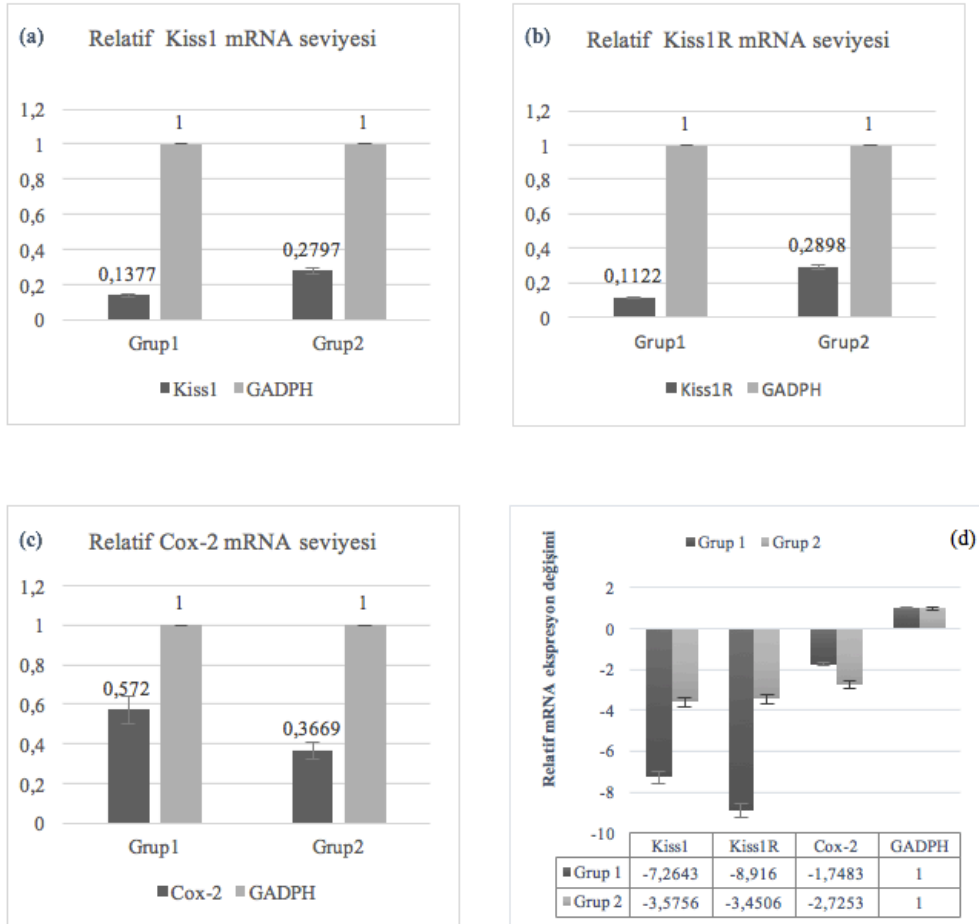 (a) Relatif Kiss1 mRNA seviyesi
1,2
1
0,8
0,6
0,4
0,2
0
1
1
0,1377
0,2797
Grup1 Grup2
Kiss1 GADPH
(b) Relatif Kiss1R mRNA seviyesi
1,2
1
0,8
0,6
0,4
0,2
0
1
1
0,1122
0,2898
Grup1 Grup2
Kiss1R GADPH
(c) Relatif Cox-2 mRNA seviyesi
1,2
1
0,8
0,6
0,4
0,2
0
1
1
0,572
0,3669
Grup1 Grup2
Cox-2 GADPH
Grup 1 Grup 2 (d)
Relatif mRNA ekspresyon değişimi
2
0
-2
-4
-6
-8
-10
Kiss1 Kiss1R Cox-2 GADPH
Grup 1 -7,2643 -8,916 -1,7483 1
Grup 2 -3,5756 -3,4506 -2,7253 1